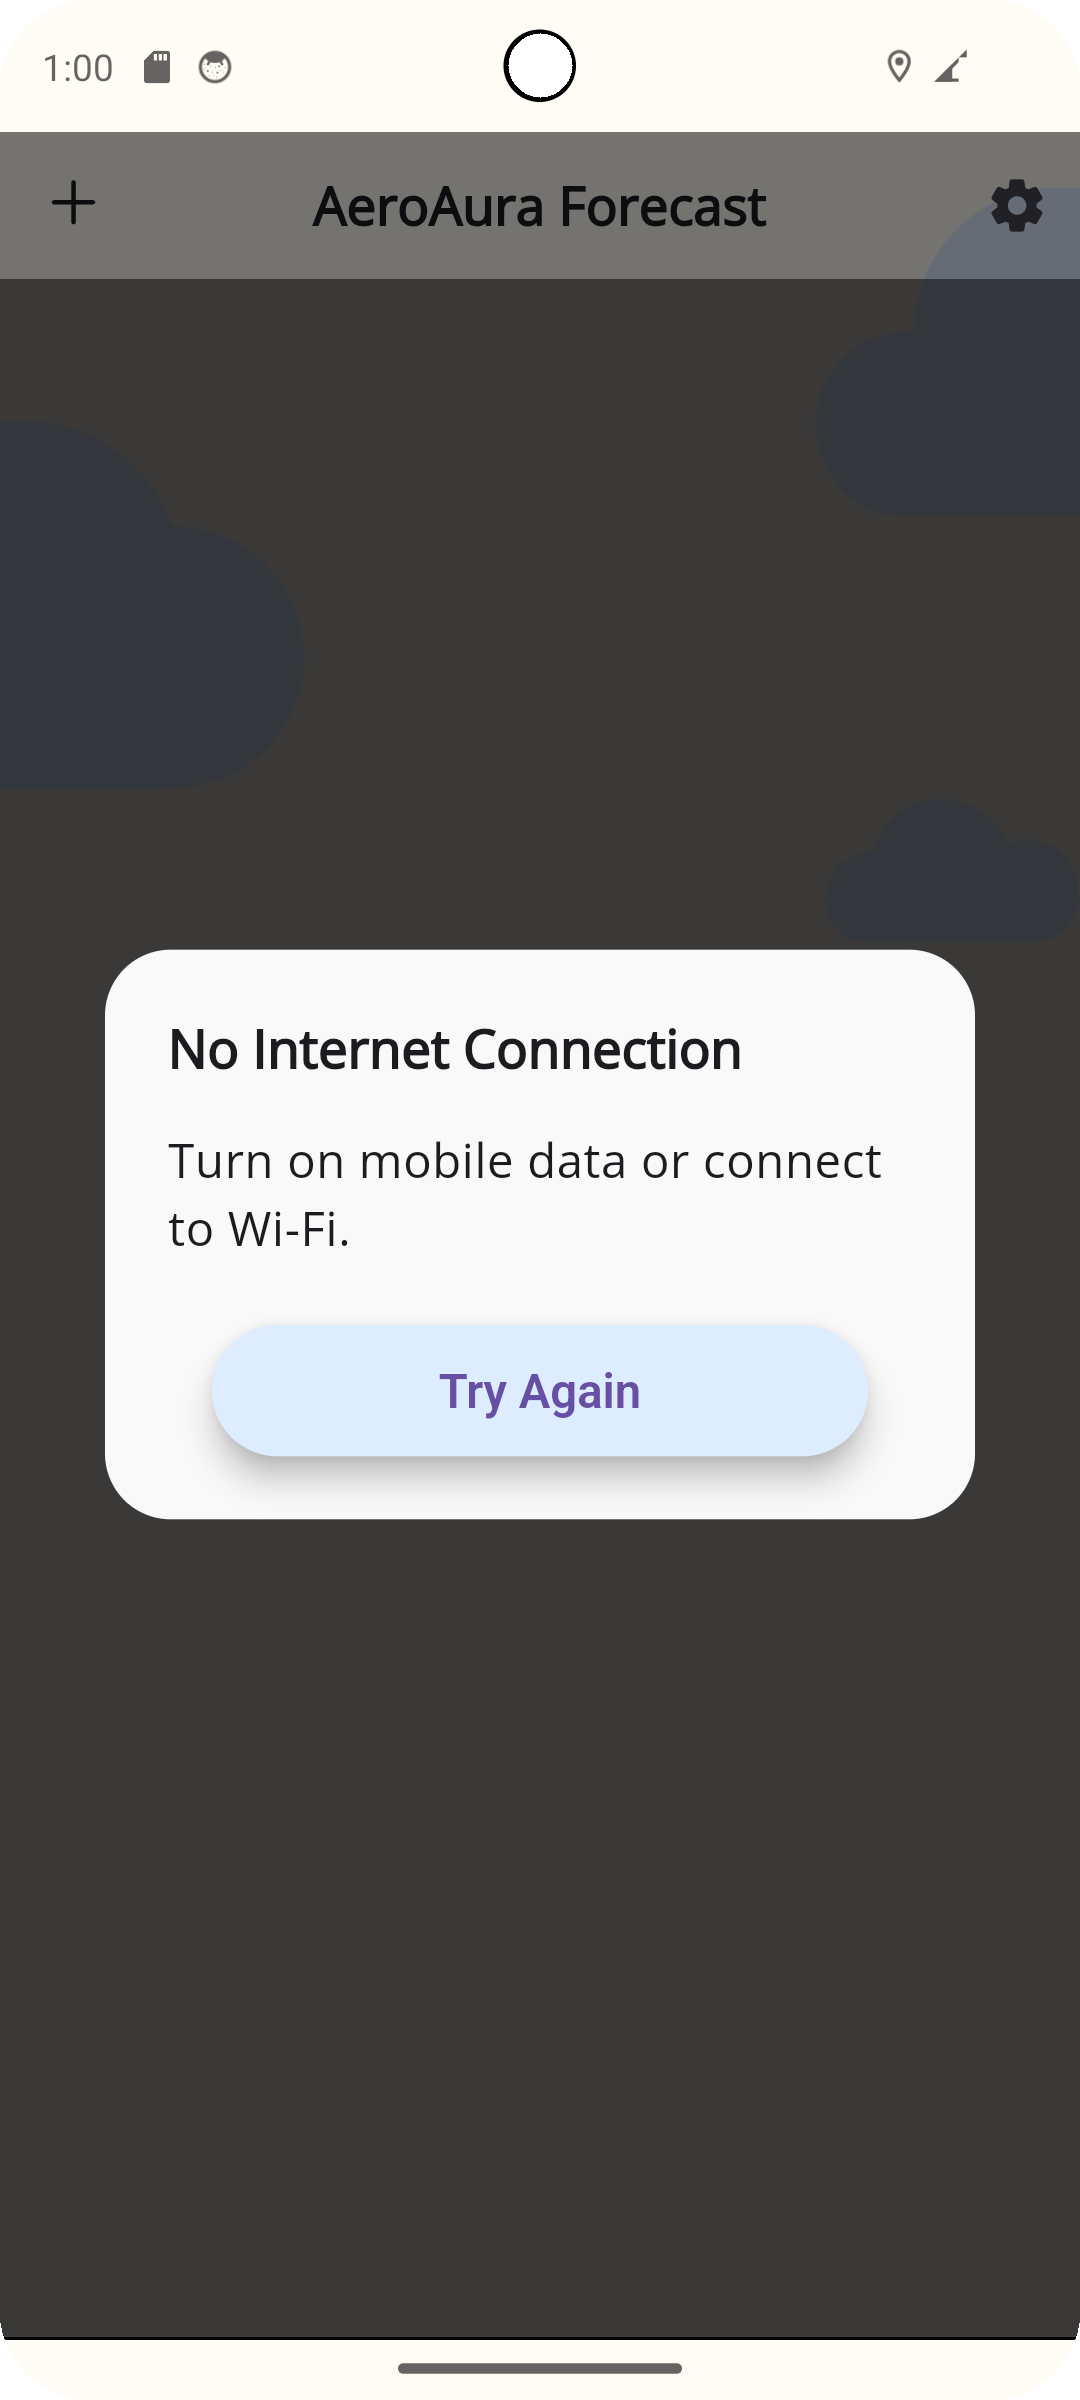 1:00
AeroAura Forecast
No Internet Connection
Turn on mobile data or connect
to Wi-Fi.
Try Again